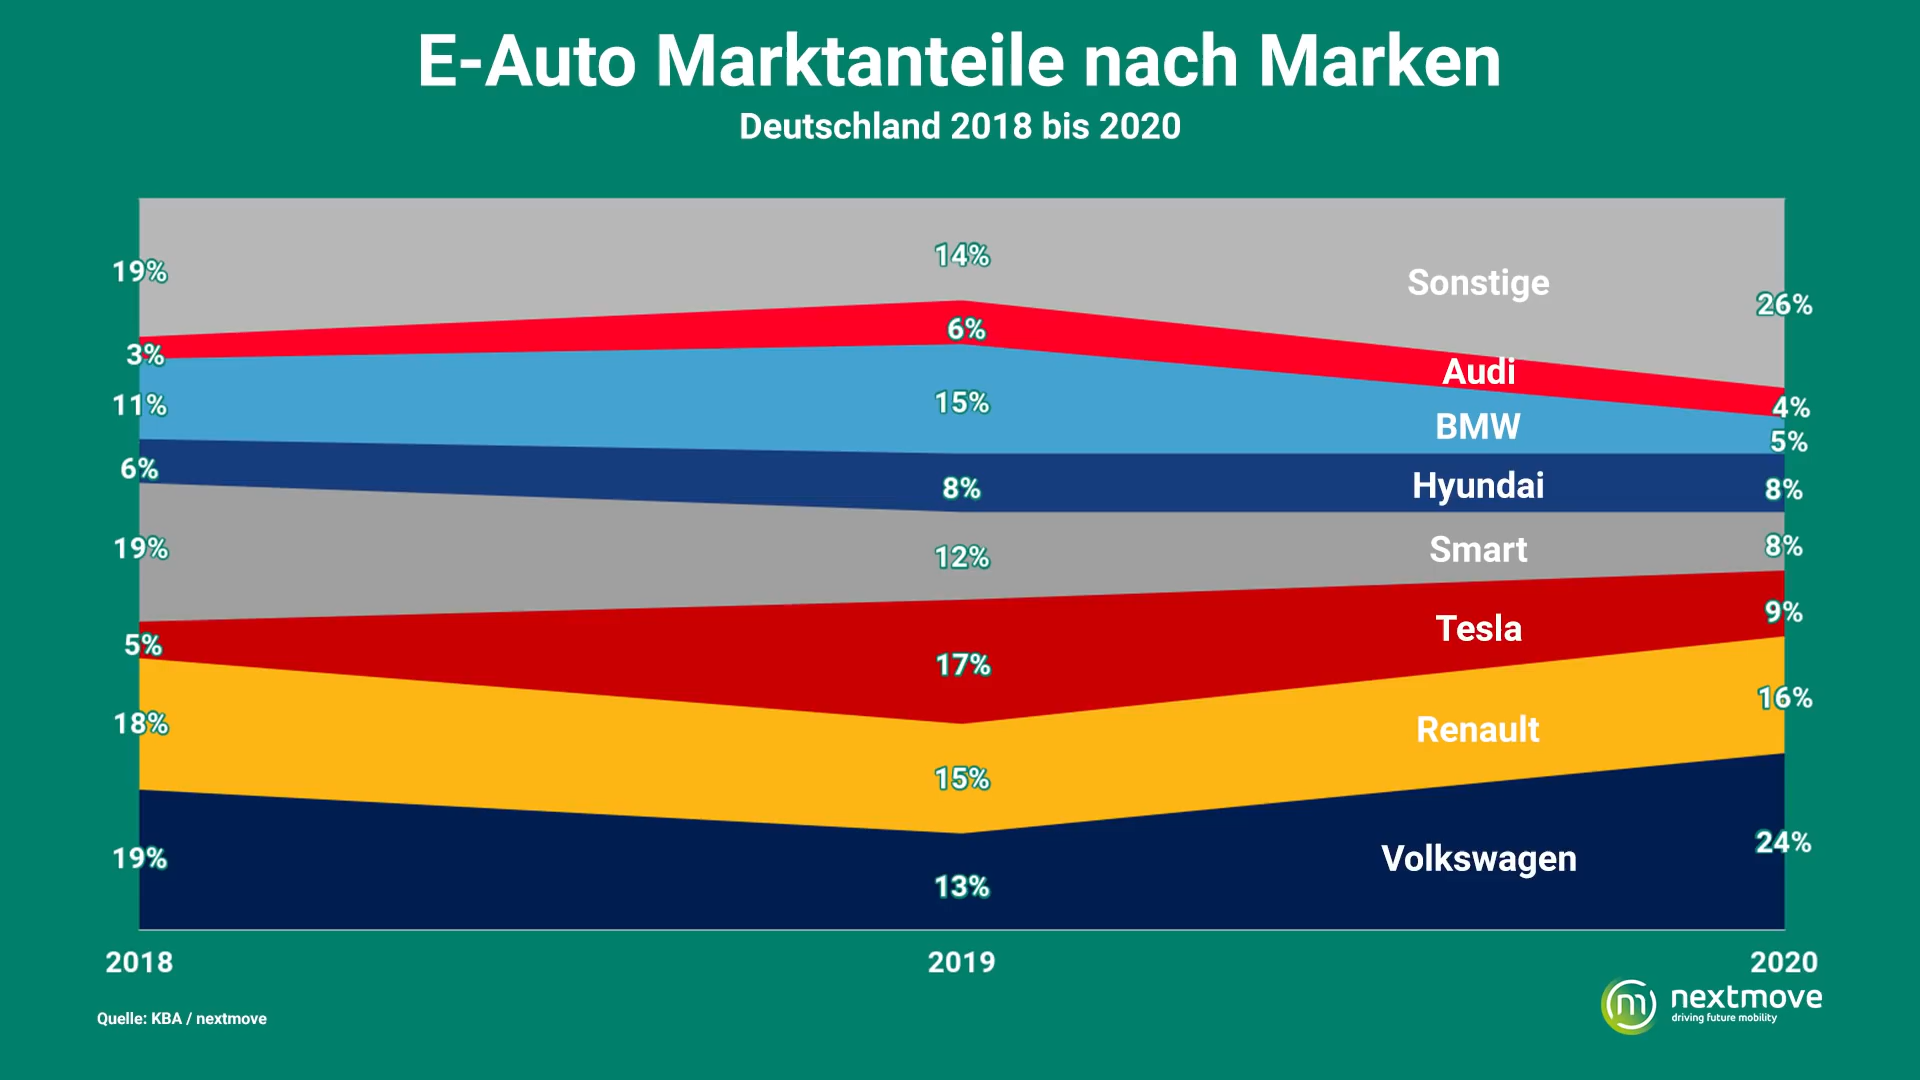 E-Auto Marktanteile nach Marken
Deutschland 2018 bis 2020
19%
14%
Sonstige
26%
3%
6%
Audi
4%
11%
15%
BMW
5%
6%
8%
Hyundai
8%
19%
12%
Smart
8%
5%
17%
Tesla
9%
18%
15%
Renault
16%
19%
13%
Volkswagen
24%
2018
2019
2020
Quelle: KBA / nextmove
m
nextmove
driving future mobility